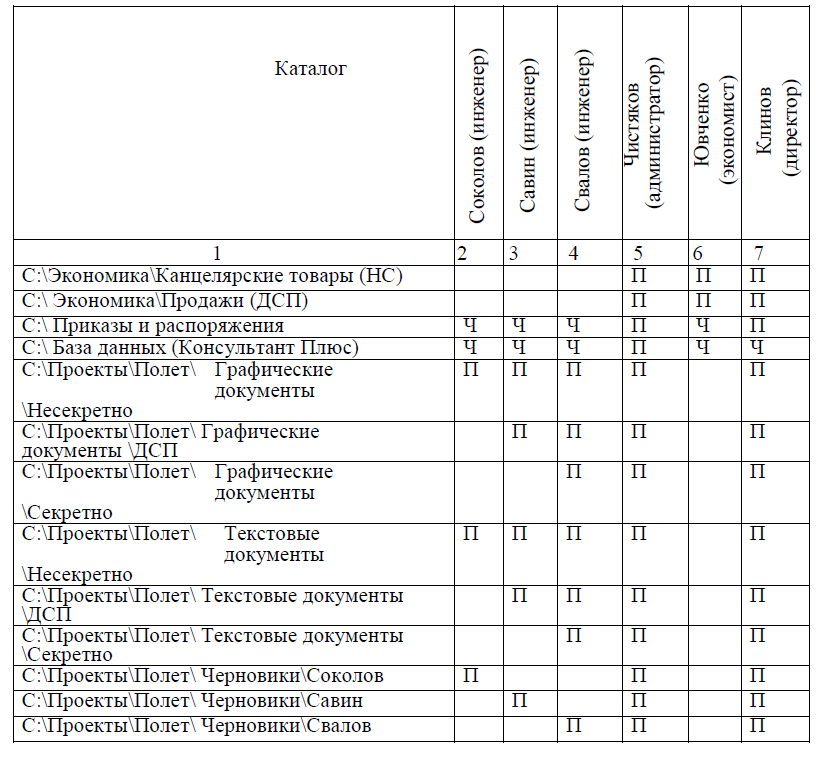 Каталог
Соколов (инженер)
Савин (инженер)
Свалов (инженер)
Чистяков
(администратор)
Ювченко
(экономист)
Клинов
(директор)
1 2 3 4 5 6 7
С:\Экономика\Канцелярские товары (НС) П П П
С:\ Экономика\Продажи (ДСП) П П П
С:\ Приказы и распоряжения Ч Ч Ч П Ч П
С:\ База данных (Консультант Плюс) Ч Ч Ч П Ч Ч
С:\Проекты\Полет\ Графические П П П П П
документы
\Несекретно
С:\Проекты\Полет\ Графические П П П П
документы \ДСП
С:\Проекты\Полет\ Графические П П П
документы
\Секретно
С:\Проекты\Полет\ Текстовые П П П П П
документы
\Несекретно
С:\Проекты\Полет\ Текстовые документы П П П П
\ДСП
С:\Проекты\Полет\ Текстовые документы П П П
\Секретно
С:\Проекты\Полет\ Черновики\Соколов П П П
С:\Проекты\Полет\ Черновики\Савин П П П
С:\Проекты\Полет\ Черновики\Свалов П П П